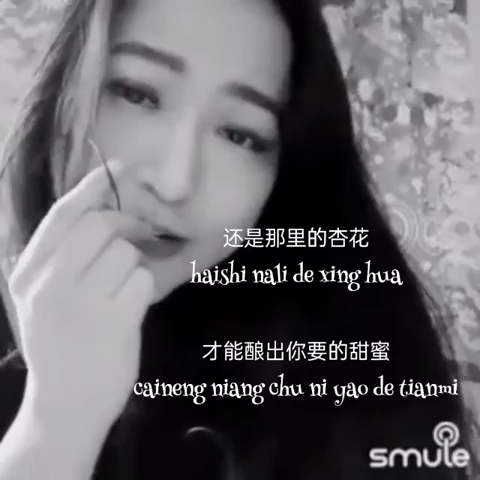 还是那里的杏花
haishi nali de xing hua
才能酿出你要的甜蜜
caineng niang chu ni yao de tianmi
smule